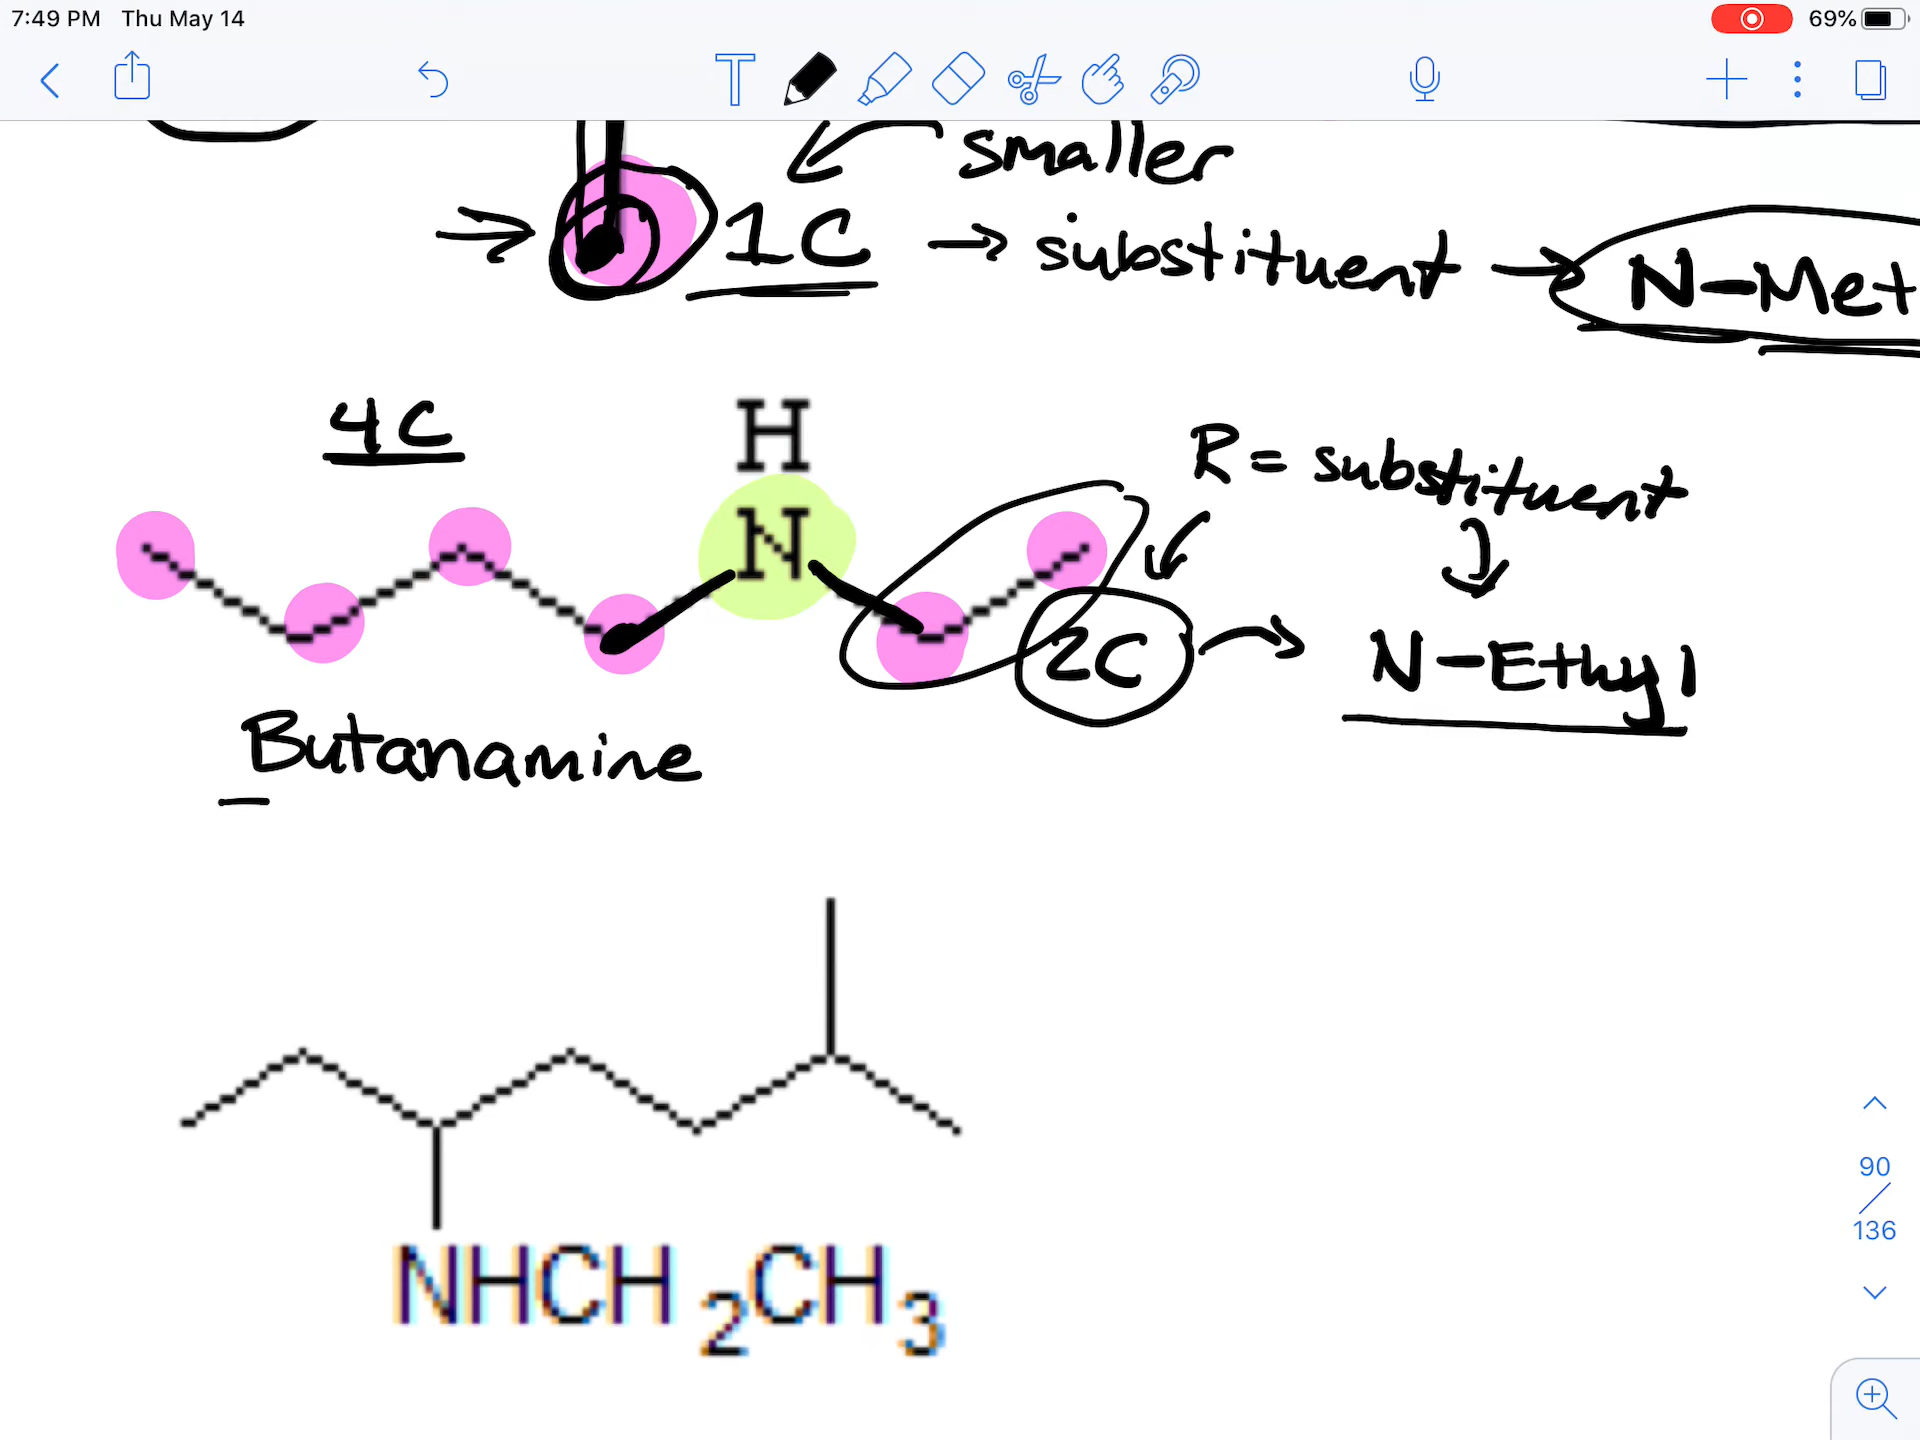 7:49 PM Thu May 14
69%
T
smaller
1C → substituent → N-Met
4C
H
N
R = substituent
2C → N-Ethyl
Butanamine
90
136
NHCH2CH3